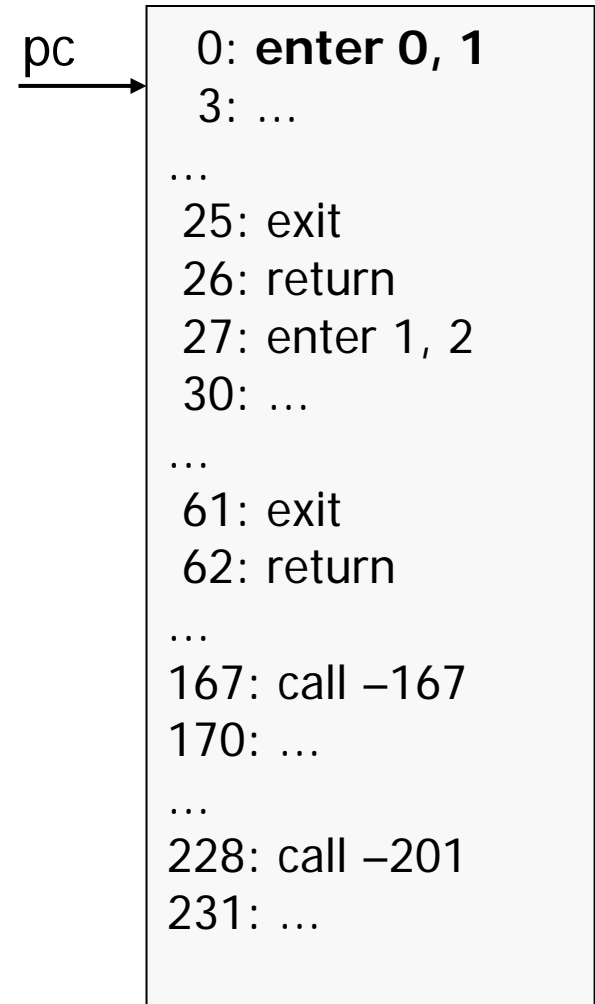 pc
0: enter 0, 1
3: ...
...
25: exit
26: return
27: enter 1, 2
30: ...
...
61: exit
62: return
...
167: call –167
170: ...
...
228: call –201
231: ...